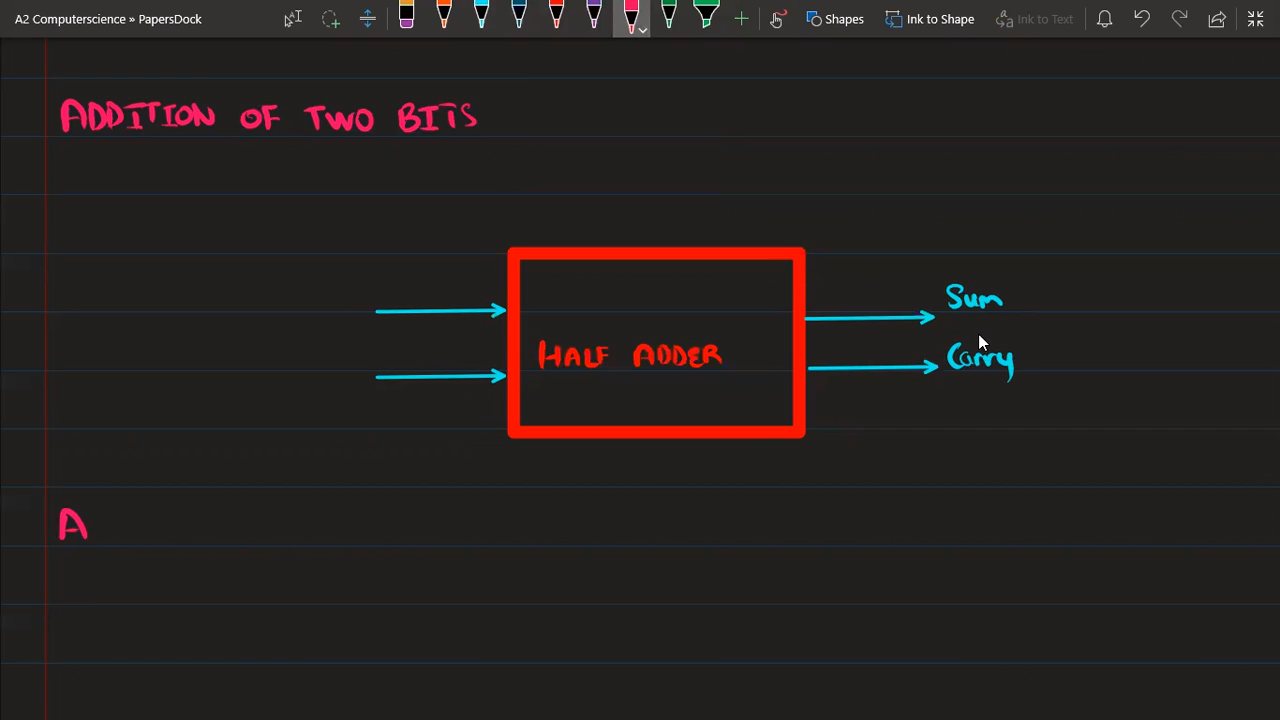 A2 Computerscience » PapersDock
Shapes
Ink to Shape
Ink to Text
ADDITION OF TWO BITS
Sum
HALF ADDER
Carry
A